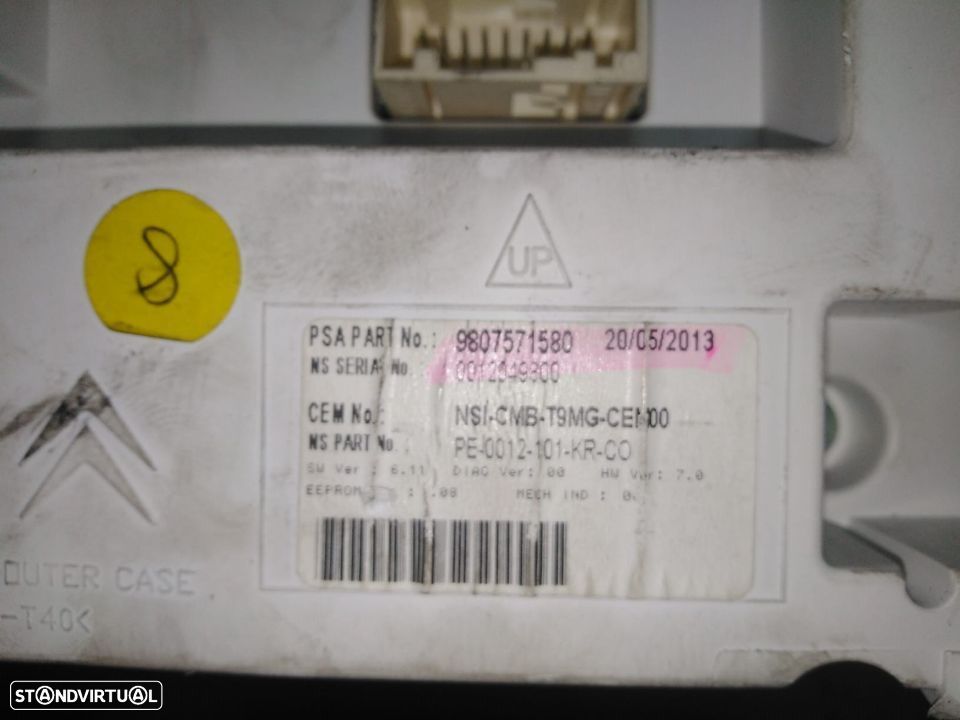 8
UP
PSA PART No.: 9807571580 20/05/2013
NS SERIAL No.
CEM No.: NSI-CMB-T9MG-CEN00
NS PART No. PE-0012-101-KR-CO
SW Ver : 6.11 DIAG Ver: 00 HW Ver: 7.0
EEPROM : .08 MECH IND :
OUTER CASE
-T40<
STANDVIRTUAL